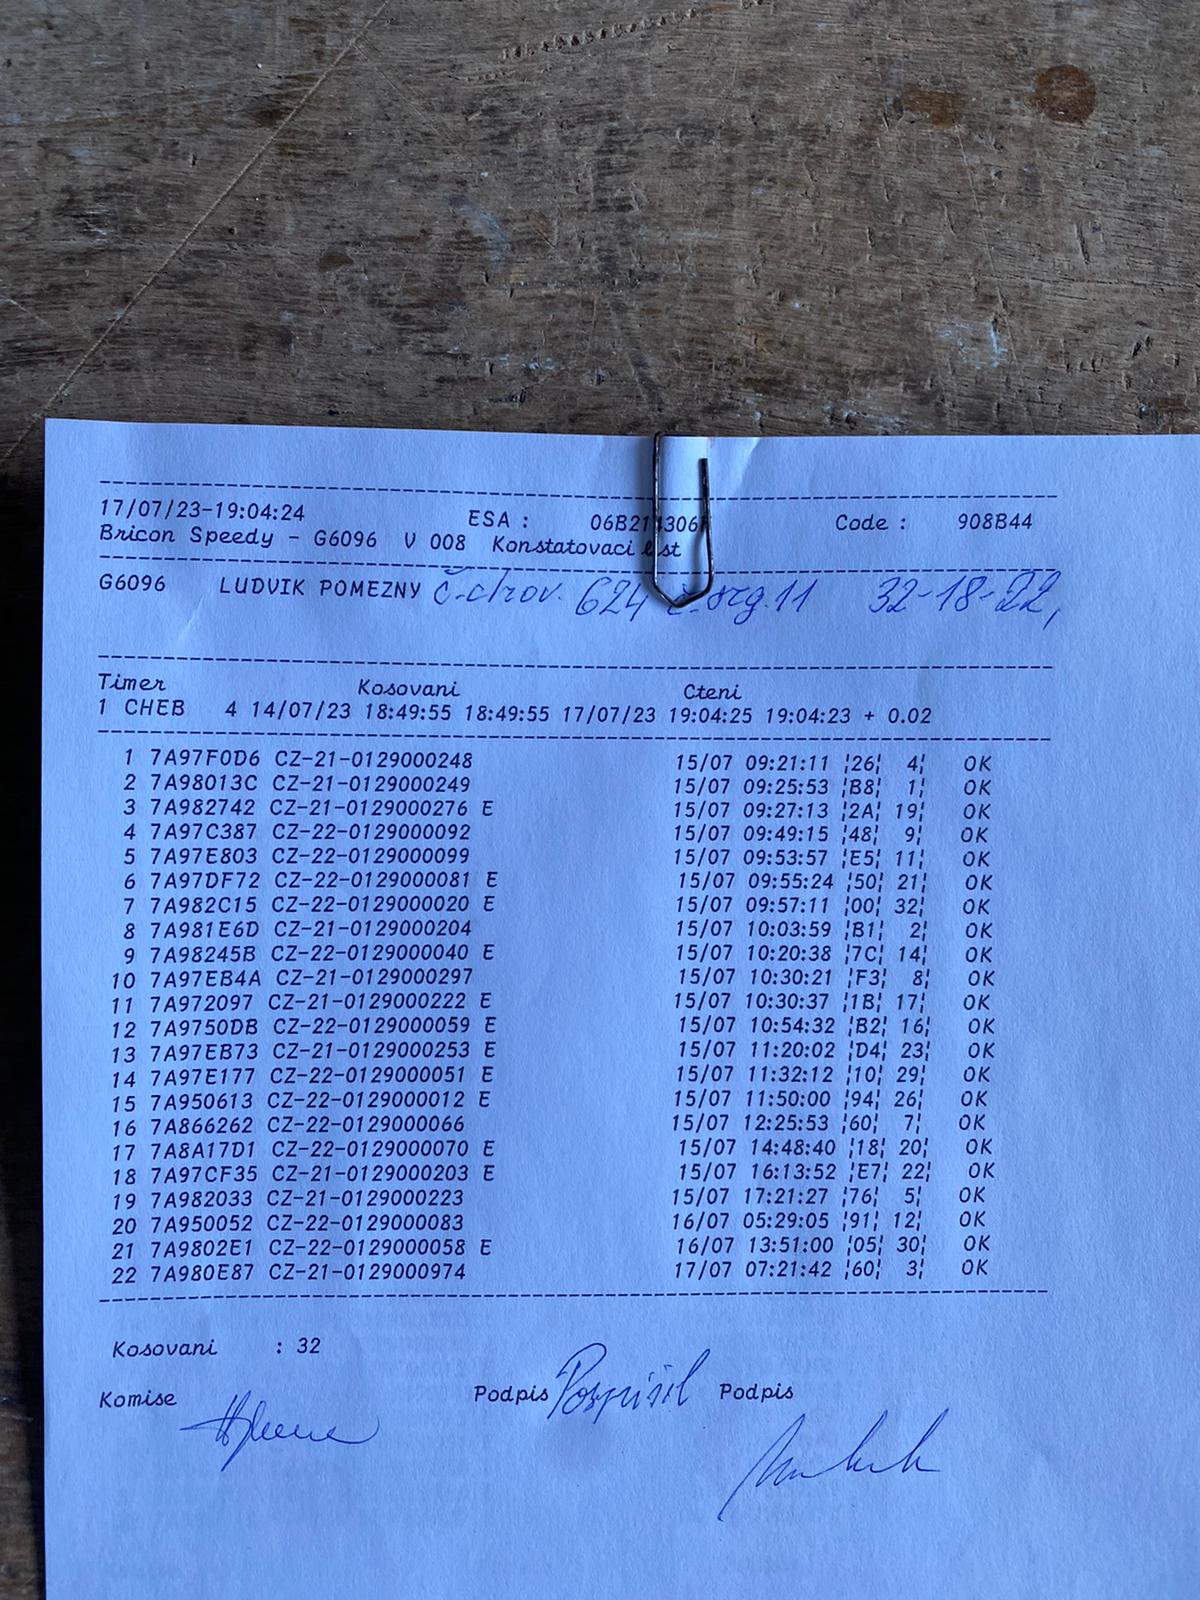 17/07/23-19:04:24 ESA : 06B214306F Code : 908B44
Bricon Speedy - G6096 V 008 Konstatovaci list
G6096 LUDVIK POMEZNY č.chov. 624 č.org.11 32-18-22,
Timer Kosovani Cteni
1 CHEB 4 14/07/23 18:49:55 18:49:55 17/07/23 19:04:25 19:04:23 + 0.02
1 7A97F0D6 CZ-21-0129000248 15/07 09:21:11 ¦26¦ 4¦ OK
2 7A98013C CZ-21-0129000249 15/07 09:25:53 ¦B8¦ 1¦ OK
3 7A982742 CZ-21-0129000276 E 15/07 09:27:13 ¦2A¦ 19¦ OK
4 7A97C387 CZ-22-0129000092 15/07 09:49:15 ¦48¦ 9¦ OK
5 7A97E803 CZ-22-0129000099 15/07 09:53:57 ¦E5¦ 11¦ OK
6 7A97DF72 CZ-22-0129000081 E 15/07 09:55:24 ¦50¦ 21¦ OK
7 7A982C15 CZ-22-0129000020 E 15/07 09:57:11 ¦00¦ 32¦ OK
8 7A981E6D CZ-21-0129000204 15/07 10:03:59 ¦B1¦ 2¦ OK
9 7A98245B CZ-22-0129000040 E 15/07 10:20:38 ¦7C¦ 14¦ OK
10 7A97EB4A CZ-21-0129000297 15/07 10:30:21 ¦F3¦ 8¦ OK
11 7A972097 CZ-21-0129000222 E 15/07 10:30:37 ¦1B¦ 17¦ OK
12 7A9750DB CZ-22-0129000059 E 15/07 10:54:32 ¦B2¦ 16¦ OK
13 7A97EB73 CZ-21-0129000253 E 15/07 11:20:02 ¦D4¦ 23¦ OK
14 7A97E177 CZ-22-0129000051 E 15/07 11:32:12 ¦10¦ 29¦ OK
15 7A950613 CZ-22-0129000012 E 15/07 11:50:00 ¦94¦ 26¦ OK
16 7A866262 CZ-22-0129000066 15/07 12:25:53 ¦60¦ 7¦ OK
17 7A8A17D1 CZ-22-0129000070 E 15/07 14:48:40 ¦18¦ 20¦ OK
18 7A97CF35 CZ-21-0129000203 E 15/07 16:13:52 ¦E7¦ 22¦ OK
19 7A982033 CZ-21-0129000223 15/07 17:21:27 ¦76¦ 5¦ OK
20 7A950052 CZ-22-0129000083 16/07 05:29:05 ¦91¦ 12¦ OK
21 7A9802E1 CZ-22-0129000058 E 16/07 13:51:00 ¦05¦ 30¦ OK
22 7A980E87 CZ-21-0129000974 17/07 07:21:42 ¦60¦ 3¦ OK
Kosovani : 32
Komise Podpis Pospíšil Podpis